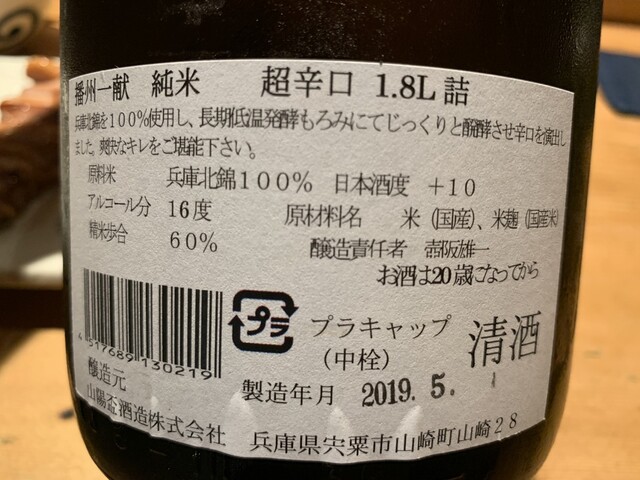 播州一献 純米 超辛口 1.8L詰
兵庫北錦を100%使用し、長期低温発酵もろみにてじっくりと醗酵させ辛口を演出し
ました。爽快なキレをご堪能下さい。
原料米 兵庫北錦100% 日本酒度 +10
アルコール分 16度 原材料名 米(国産)、米麹(国産米)
精米歩合 60% 醸造責任者 壺阪雄一
お酒は20歳になってから
4517689130219
プラ
プラキャップ
(中栓)
清酒
製造年月 2019.5.
醸造元
山陽盃酒造株式会社 兵庫県宍粟市山崎町山崎28